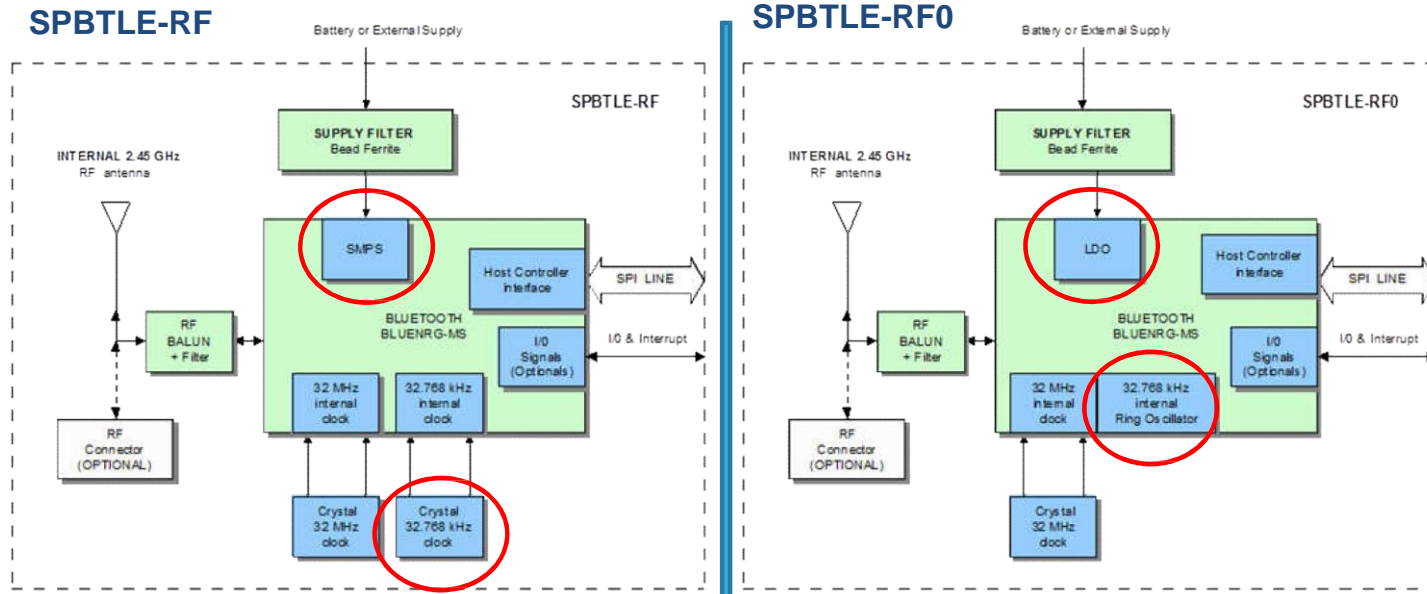 SPBTLE-RF
Battery or External Supply
SPBTLE-RF
SUPPLY FILTER
Bead Ferrite
INTERNAL 2.45 GHz
RF antenna
SMPS
Host Controller
interface
SPI LINE
BLUETOOTH
BLUENRG-MS
RF
BALUN
+ Filter
I/0
Signals
(Optionals)
I/0 & Interrupt
32 MHz
internal
clock
32.768 kHz
internal
clock
RF
Connector
(OPTIONAL)
Crystal
32 MHz
clock
Crystal
32.768 kHz
clock
SPBTLE-RF0
Battery or External Supply
SPBTLE-RF0
SUPPLY FILTER
Bead Ferrite
INTERNAL 2.45 GHz
RF antenna
LDO
Host Controller
interface
SPI LINE
BLUETOOTH
BLUENRG-MS
RF
BALUN
+ Filter
I/0
Signals
(Optionals)
I/0 & Interrupt
32 MHz
internal
clock
32.768 kHz
internal
Ring Oscillator
RF
Connector
(OPTIONAL)
Crystal
32 MHz
clock